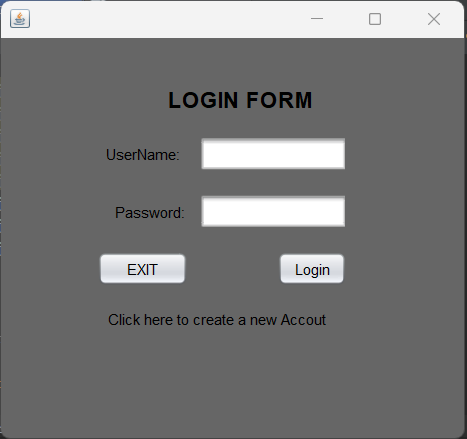 LOGIN FORM
UserName:
Password:
EXIT Login
Click here to create a new Accout